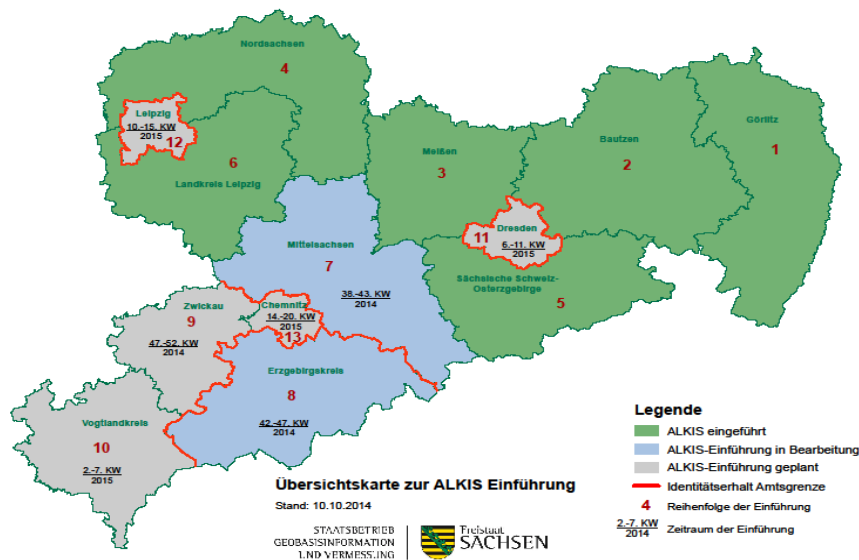 Nordsachsen
4
Leipzig
10.-15. KW
2015
12
6
Landkreis Leipzig
Meißen
3
Bautzen
2
Görlitz
1
Dresden
11
6.-11. KW
2015
Sächsische Schweiz-
Osterzgebirge
5
Mittelsachsen
7
38.-43. KW
2014
Chemnitz
14.-20. KW
2015
13
Zwickau
9
47.-52. KW
2014
Erzgebirgskreis
8
42.-47. KW
2014
Vogtlandkreis
10
2.-7. KW
2015
Legende
ALKIS eingeführt
ALKIS-Einführung in Bearbeitung
ALKIS-Einführung geplant
Identitätserhalt Amtsgrenze
4 Reihenfolge der Einführung
2.-7. KW
2014
Zeitraum der Einführung
Übersichtskarte zur ALKIS Einführung
Stand: 10.10.2014
STAATSBETRIEB
GEOBASISINFORMATION
UND VERMESSUNG
Freistaat
SACHSEN